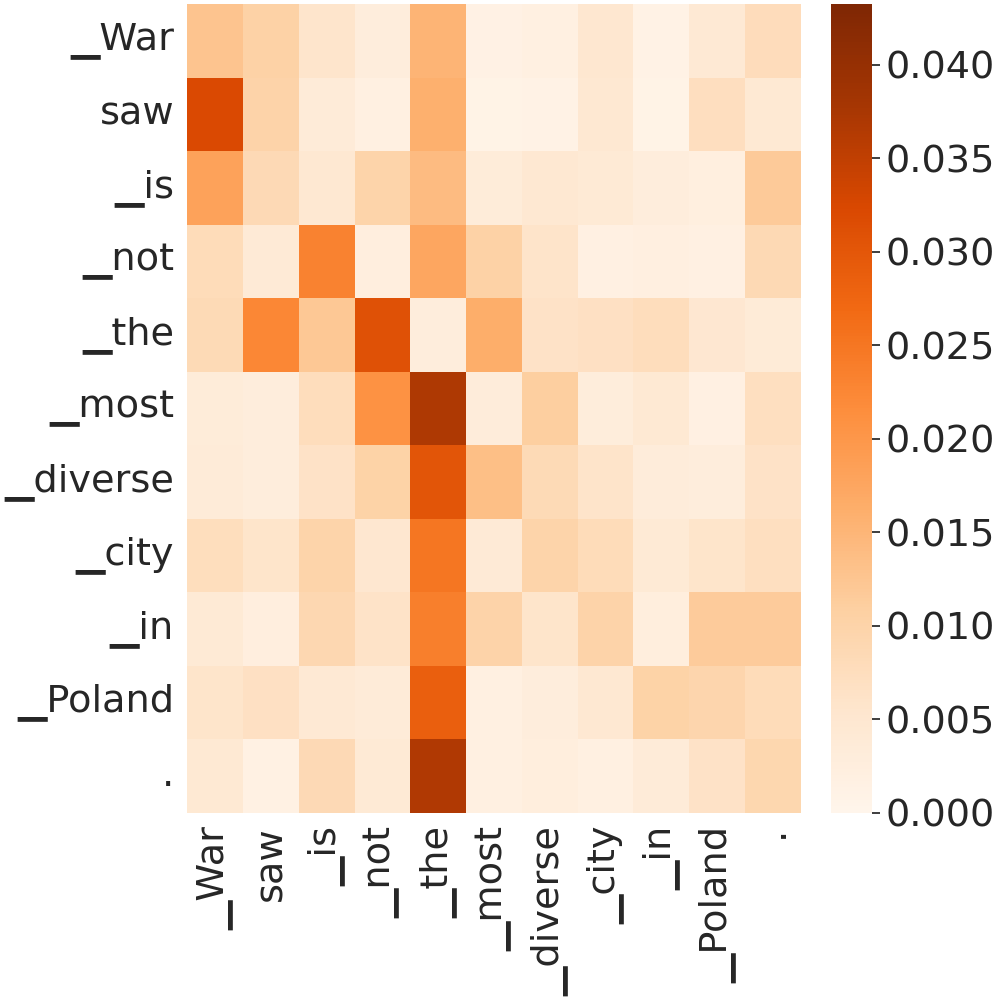 _War
saw
_is
_not
_the
_most
_diverse
_city
_in
_Poland
.
_War
saw
_is
_not
_the
_most
_diverse
_city
_in
_Poland
.
0.040
0.035
0.030
0.025
0.020
0.015
0.010
0.005
0.000